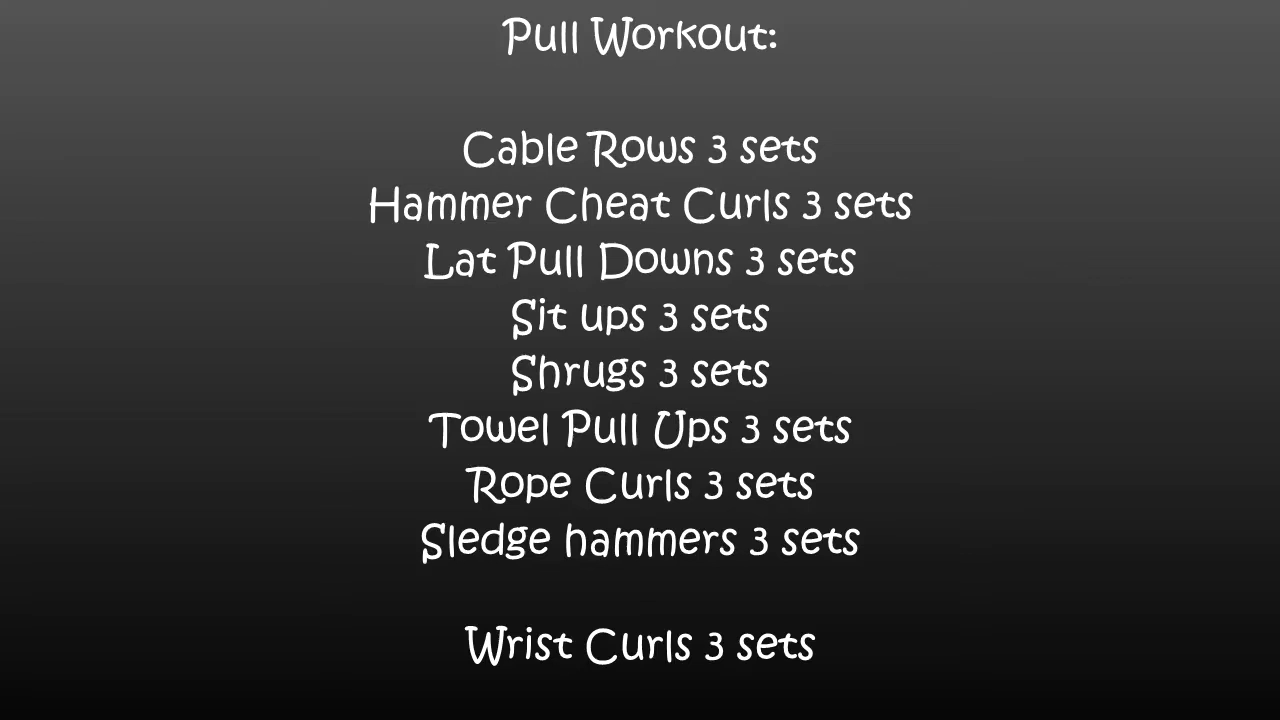 Pull Workout:
Cable Rows 3 sets
Hammer Cheat Curls 3 sets
Lat Pull Downs 3 sets
Sit ups 3 sets
Shrugs 3 sets
Towel Pull Ups 3 sets
Rope Curls 3 sets
Sledge hammers 3 sets
Wrist Curls 3 sets